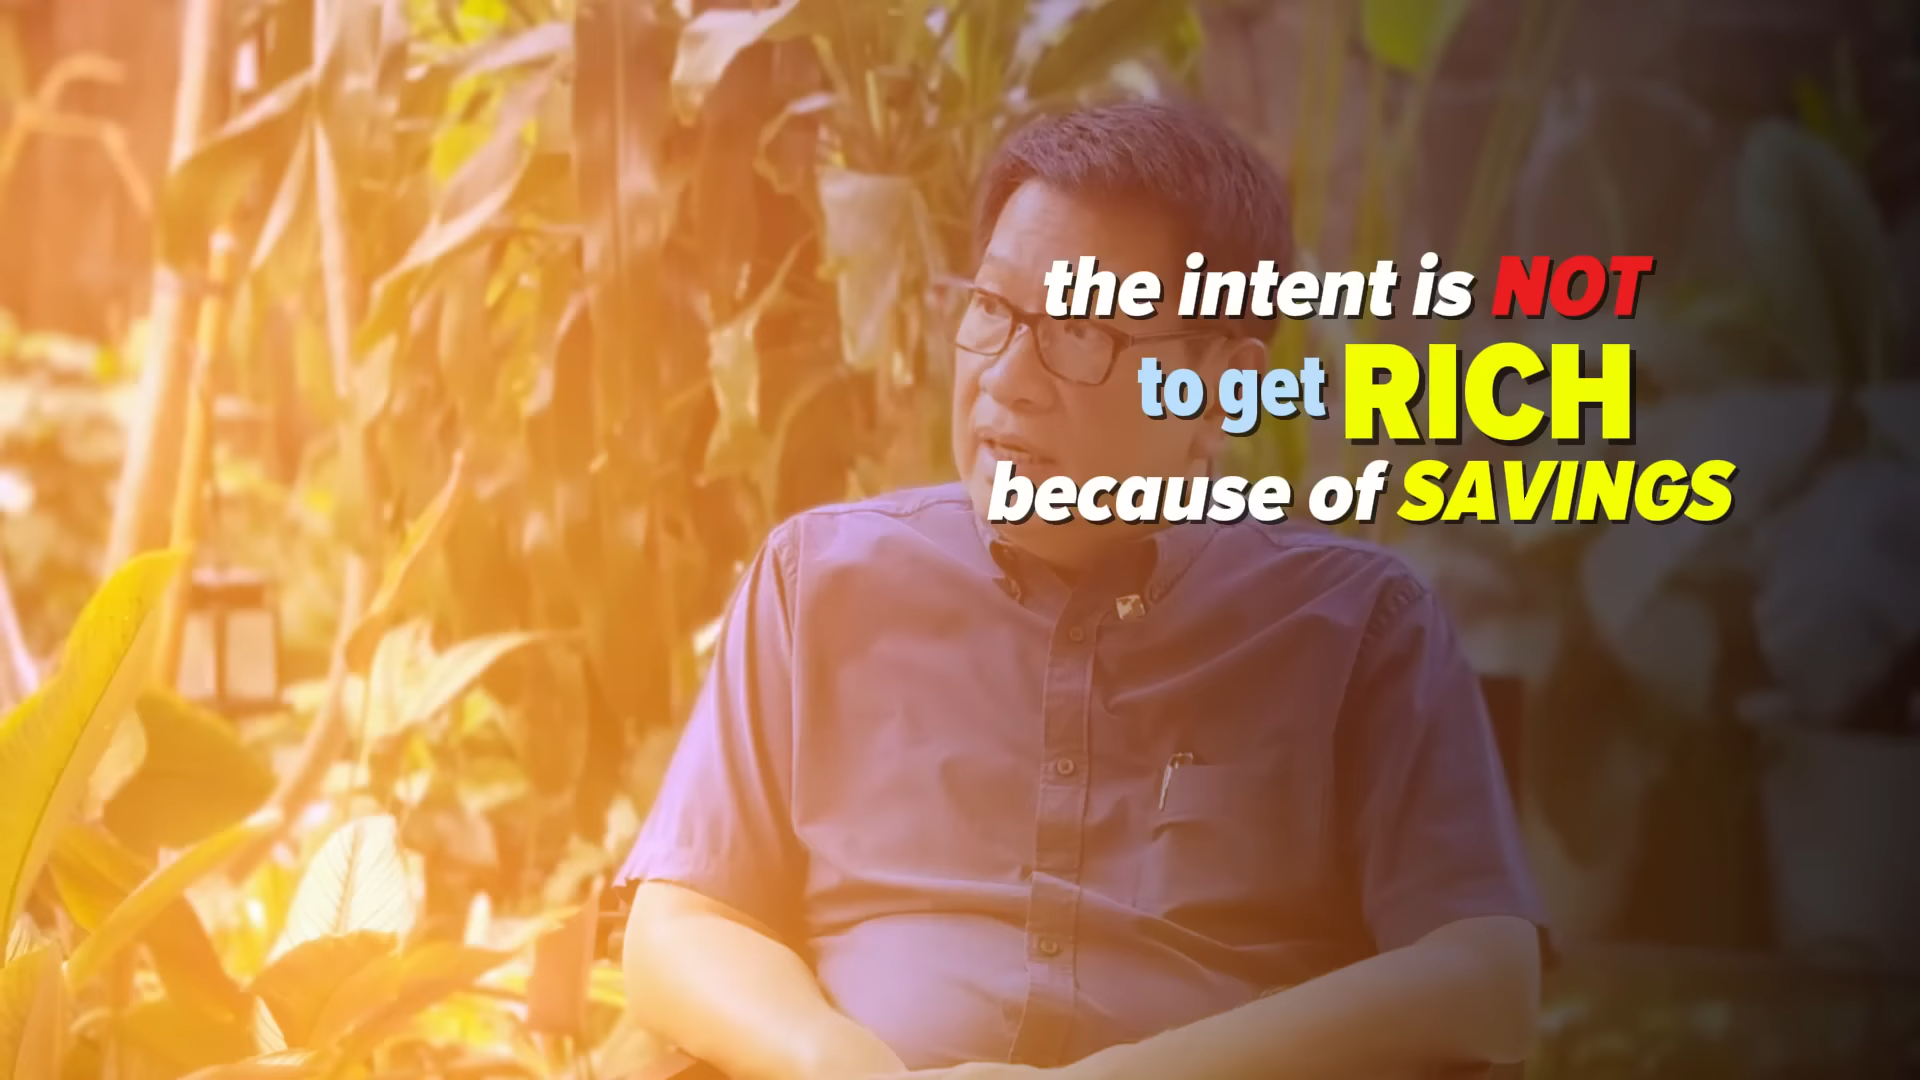 the intent is NOT
to get RICH
because of SAVINGS